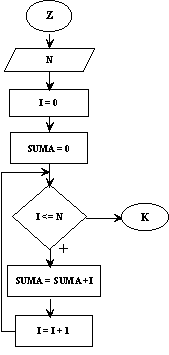 Z
N
I = 0
SUMA = 0
I <= N
K
+
SUMA = SUMA + I
I = I + 1